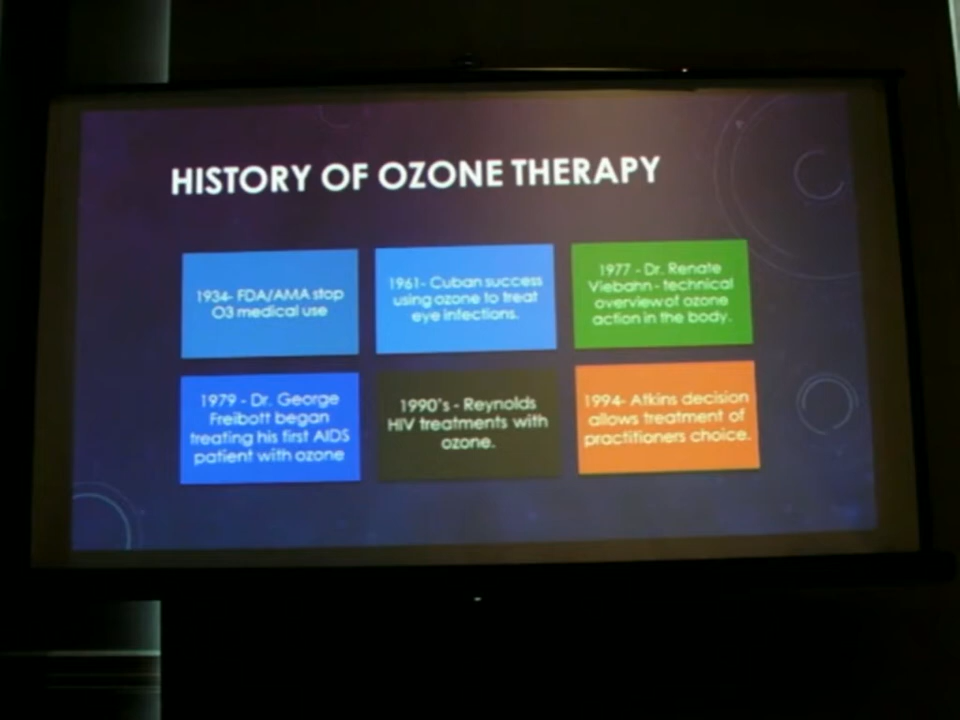 HISTORY OF OZONE THERAPY
1934- FDA/AMA stop
O3 medical use
1961- Cuban success
using ozone to treat
eye infections.
1977 - Dr. Renate
Viebahn - technical
overview of ozone
action in the body.
1979 - Dr. George
Freibott began
treating his first AIDS
patient with ozone
1990's - Reynolds
HIV treatments with
ozone.
1994- Atkins decision
allows treatment of
practitioners choice.